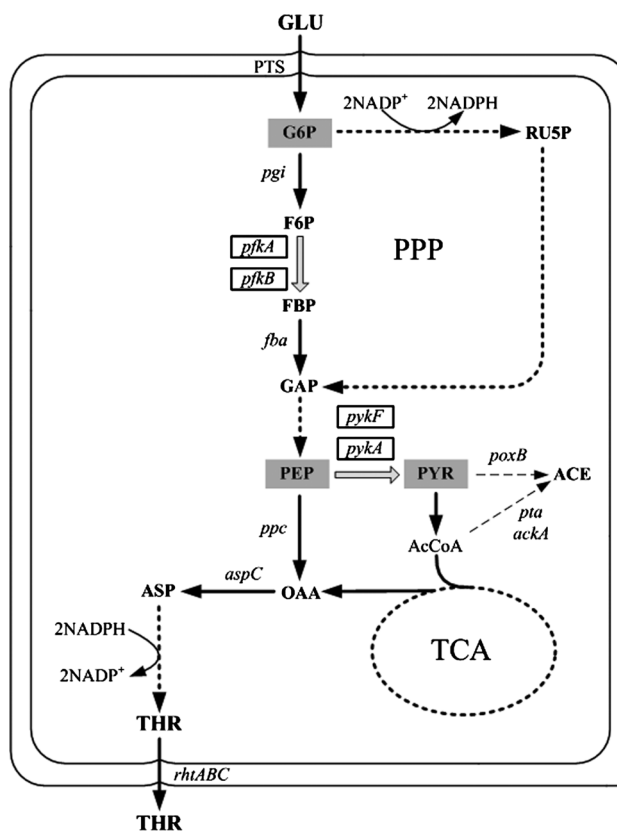 GLU
PTS
2NADP+ 2NADPH
G6P
RU5P
pgi
F6P
pfkA
PPP
pfkB
FBP
fba
GAP
pykF
pykA
PEP
PYR
poxB
ACE
ppc
pta
ackA
AcCoA
aspC
ASP
OAA
2NADPH
TCA
2NADP+
THR
rhtABC
THR